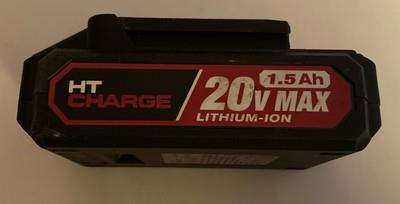 HT
CHARGE
1.5Ah
20V MAX
LITHIUM-ION